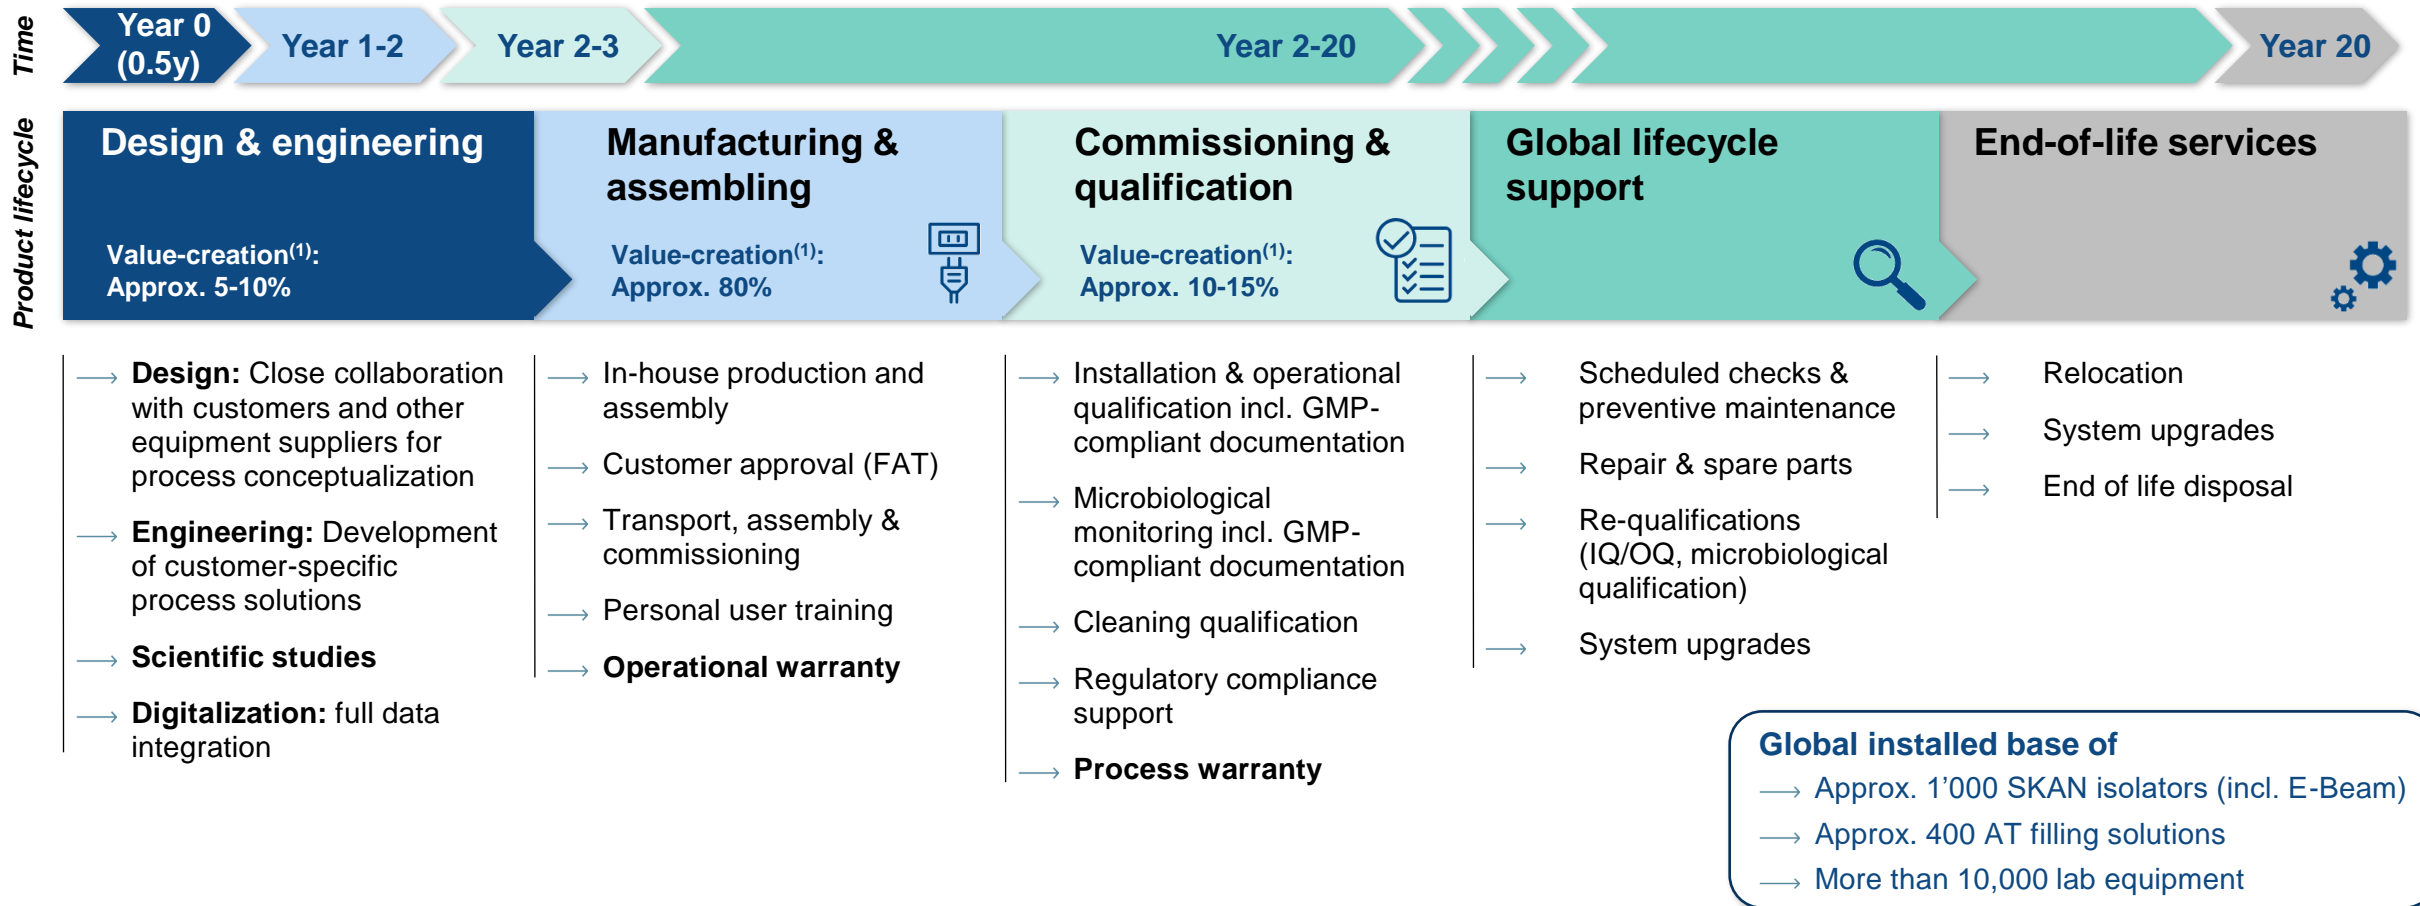 Time
Year 0
(0.5y)
Year 1-2
Year 2-3
Year 2-20
Year 20
Product lifecycle
Design & engineering
Value-creation(1):
Approx. 5-10%
Manufacturing &
assembling
Value-creation(1):
Approx. 80%
Commissioning &
qualification
Value-creation(1):
Approx. 10-15%
Global lifecycle
support
End-of-life services
Design: Close collaboration
with customers and other
equipment suppliers for
process conceptualization
Engineering: Development
of customer-specific
process solutions
Scientific studies
Digitalization: full data
integration
In-house production and
assembly
Customer approval (FAT)
Transport, assembly &
commissioning
Personal user training
Operational warranty
Installation & operational
qualification incl. GMP-
compliant documentation
Microbiological
monitoring incl. GMP-
compliant documentation
Cleaning qualification
Regulatory compliance
support
Process warranty
Scheduled checks &
preventive maintenance
Repair & spare parts
Re-qualifications
(IQ/OQ, microbiological
qualification)
System upgrades
Relocation
System upgrades
End of life disposal
Global installed base of
Approx. 1’000 SKAN isolators (incl. E-Beam)
Approx. 400 AT filling solutions
More than 10,000 lab equipment